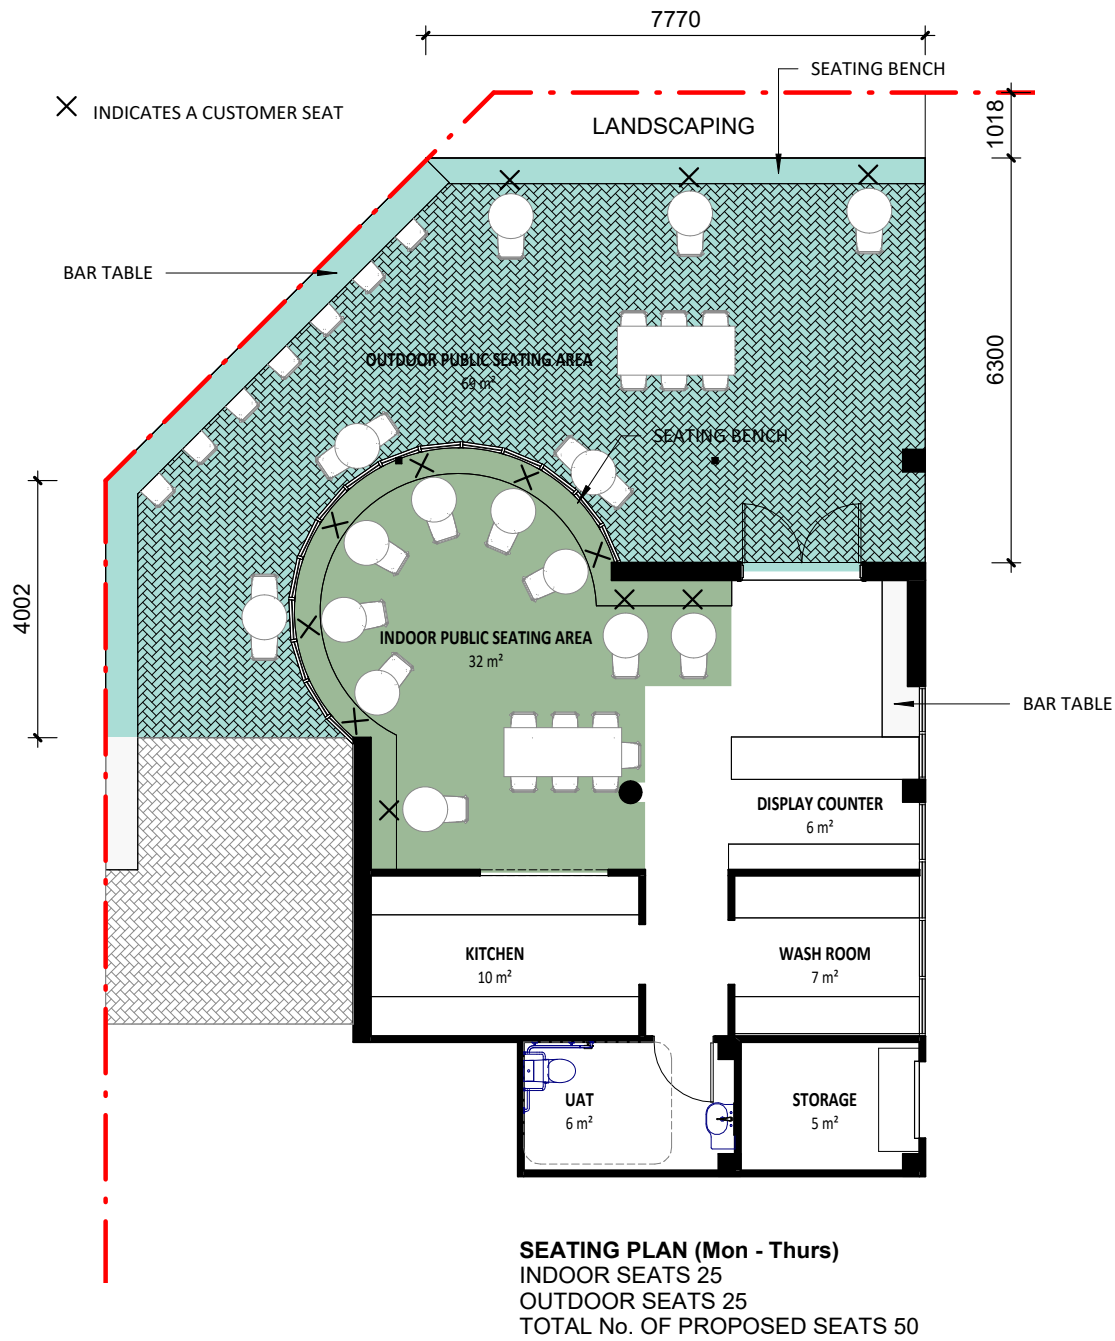 7770
SEATING BENCH
INDICATES A CUSTOMER SEAT
LANDSCAPING
1018
BAR TABLE
OUTDOOR PUBLIC SEATING AREA
69 m²
6300
SEATING BENCH
4002
INDOOR PUBLIC SEATING AREA
32 m²
BAR TABLE
DISPLAY COUNTER
6 m²
KITCHEN
10 m²
WASH ROOM
7 m²
UAT
6 m²
STORAGE
5 m²
SEATING PLAN (Mon - Thurs)
INDOOR SEATS 25
OUTDOOR SEATS 25
TOTAL No. OF PROPOSED SEATS 50